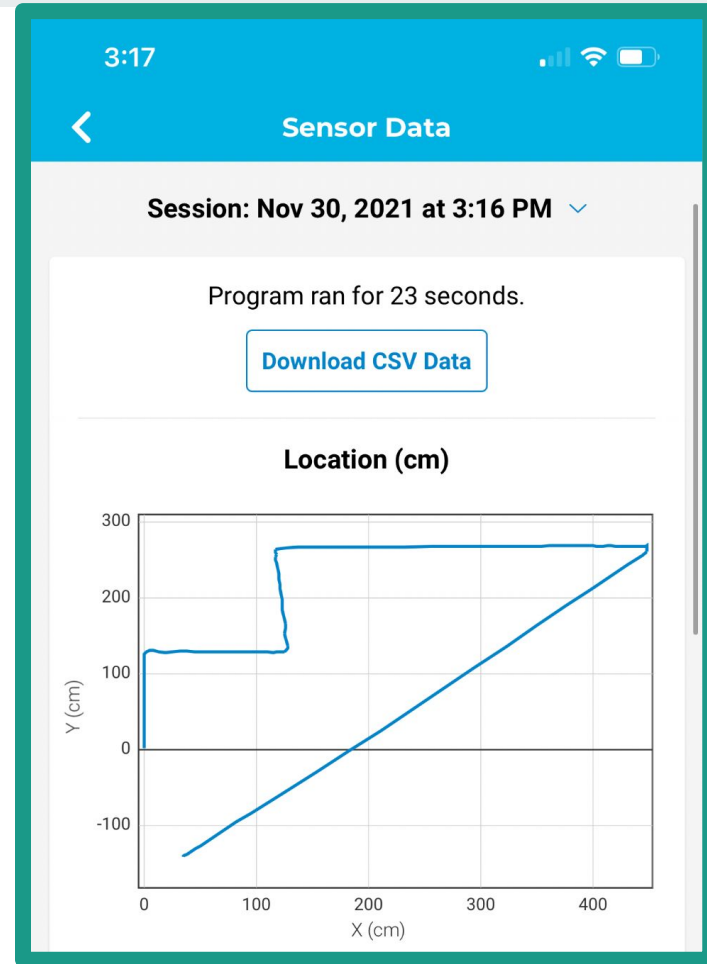 3:17
Sensor Data
Session: Nov 30, 2021 at 3:16 PM
Program ran for 23 seconds.
Download CSV Data
Location (cm)
300
200
100
0
-100
Y (cm)
0 100 200 300 400
X (cm)